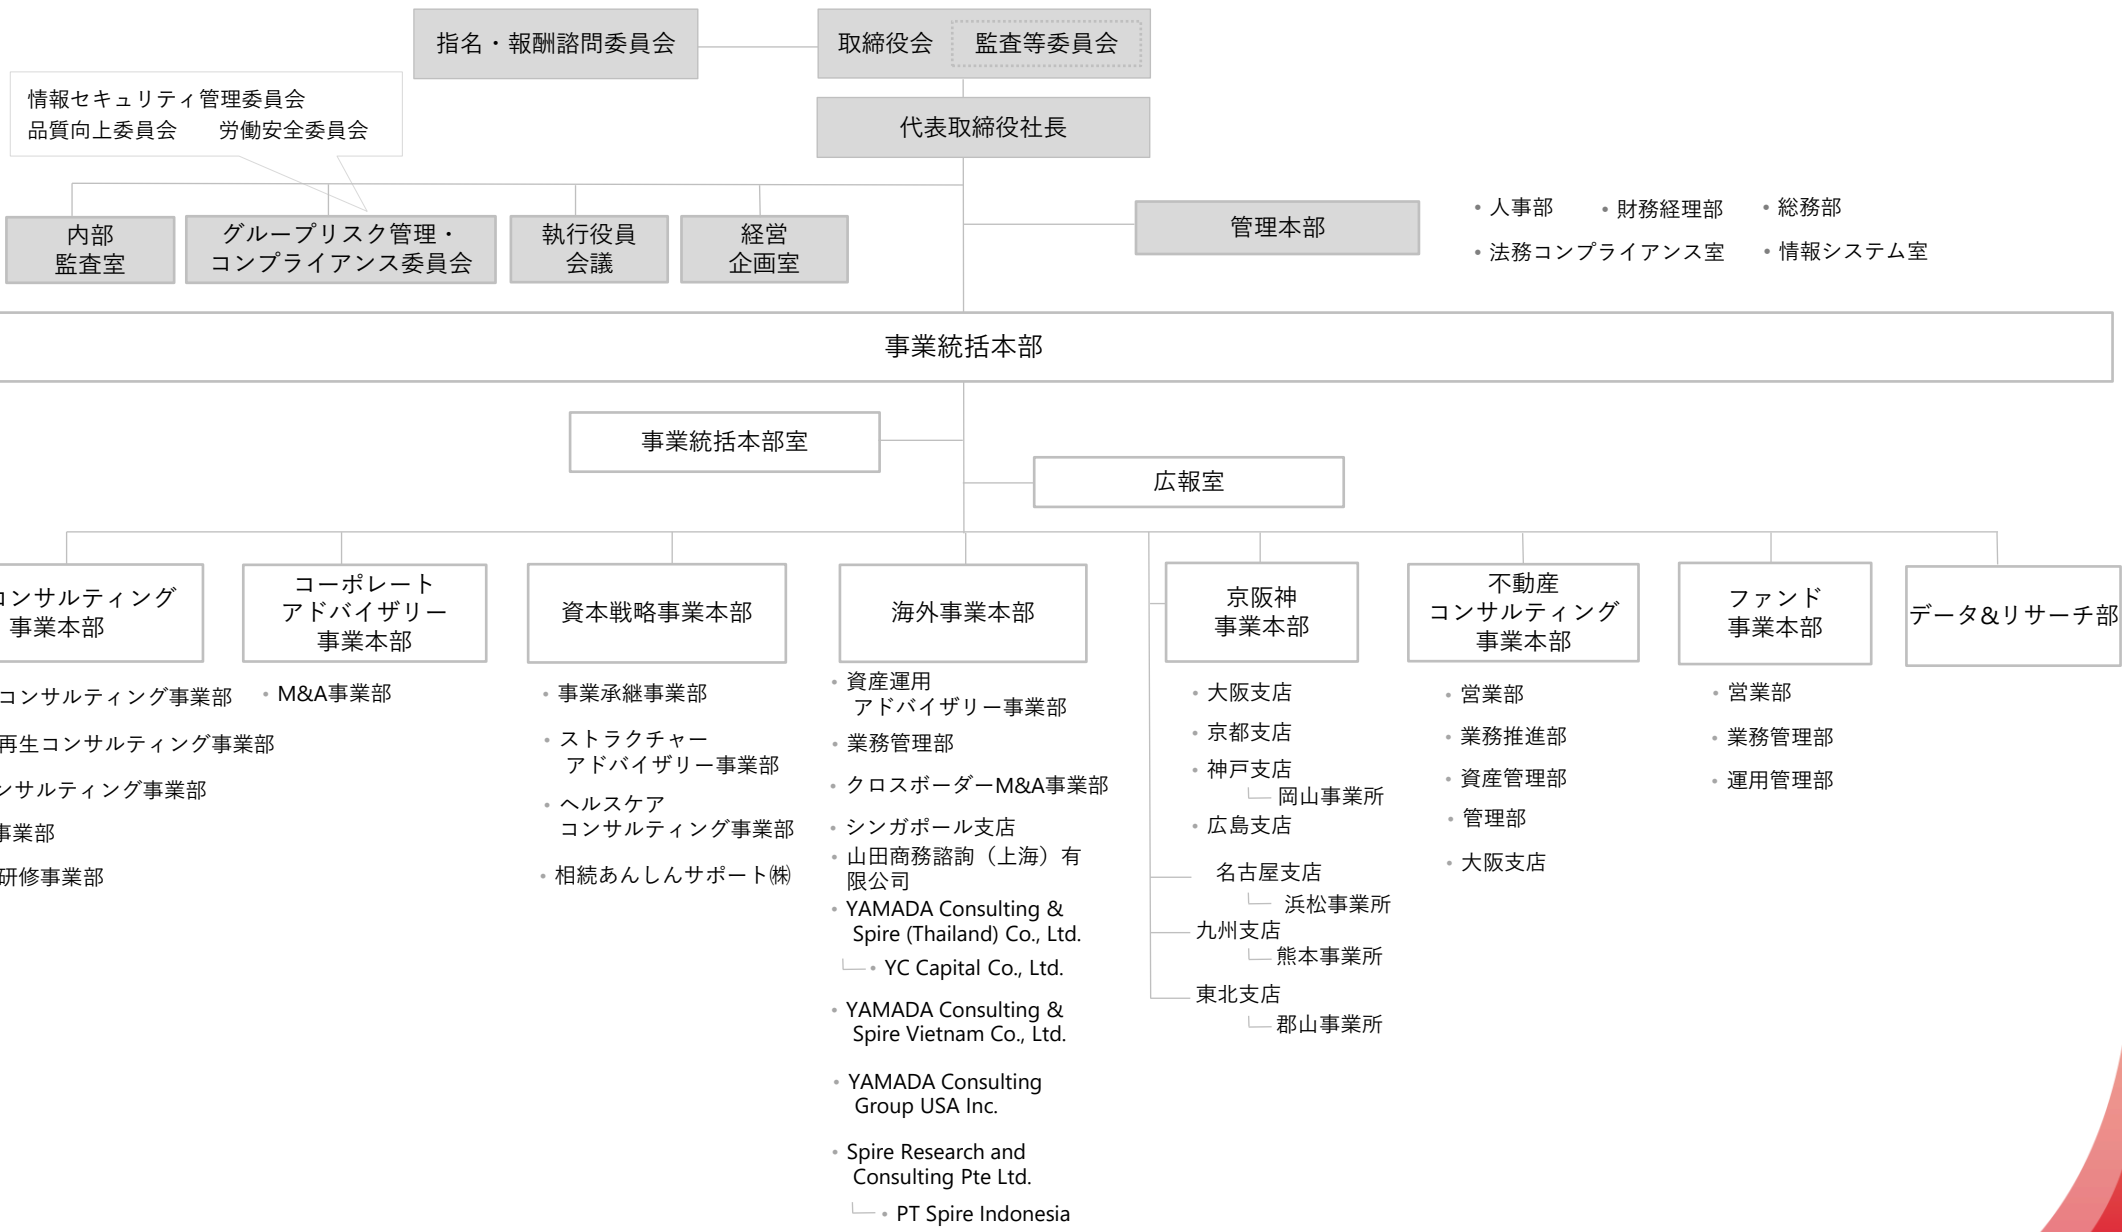 指名・報酬諮問委員会
取締役会 監査等委員会
情報セキュリティ管理委員会
品質向上委員会 労働安全委員会
代表取締役社長
内部
監査室
グループリスク管理・
コンプライアンス委員会
執行役員
会議
経営
企画室
管理本部
・人事部 ・財務経理部 ・総務部
・法務コンプライアンス室 ・情報システム室
事業統括本部
事業統括本部室
広報室
コンサルティング
事業本部
コンサルティング事業部
再生コンサルティング事業部
ンサルティング事業部
事業部
研修事業部
コーポレート
アドバイザリー
事業本部
・M&A事業部
資本戦略事業本部
・事業承継事業部
・ストラクチャー
アドバイザリー事業部
・ヘルスケア
コンサルティング事業部
・相続あんしんサポート㈱
海外事業本部
・資産運用
アドバイザリー事業部
・業務管理部
・クロスボーダーM&A事業部
・シンガポール支店
・山田商務諮詢（上海）有
限公司
・YAMADA Consulting &
Spire (Thailand) Co., Ltd.
・YC Capital Co., Ltd.
・YAMADA Consulting &
Spire Vietnam Co., Ltd.
・YAMADA Consulting
Group USA Inc.
・Spire Research and
Consulting Pte Ltd.
・PT Spire Indonesia
京阪神
事業本部
・大阪支店
・京都支店
・神戸支店
岡山事業所
・広島支店
名古屋支店
浜松事業所
九州支店
熊本事業所
東北支店
郡山事業所
不動産
コンサルティング
事業本部
・営業部
・業務推進部
・資産管理部
・管理部
・大阪支店
ファンド
事業本部
・営業部
・業務管理部
・運用管理部
データ&リサーチ部